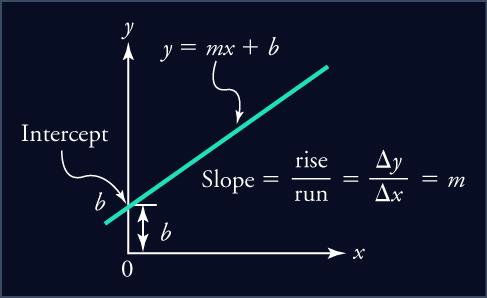 y
y = mx + b
Intercept
Slope = rise/run = Δy/Δx = m
b
b
x
0